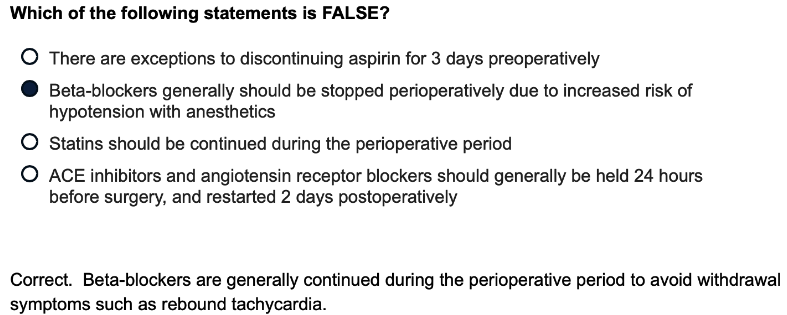 Which of the following statements is FALSE?
There are exceptions to discontinuing aspirin for 3 days preoperatively
Beta-blockers generally should be stopped perioperatively due to increased risk of
hypotension with anesthetics
Statins should be continued during the perioperative period
ACE inhibitors and angiotensin receptor blockers should generally be held 24 hours
before surgery, and restarted 2 days postoperatively
Correct.  Beta-blockers are generally continued during the perioperative period to avoid withdrawal
symptoms such as rebound tachycardia.